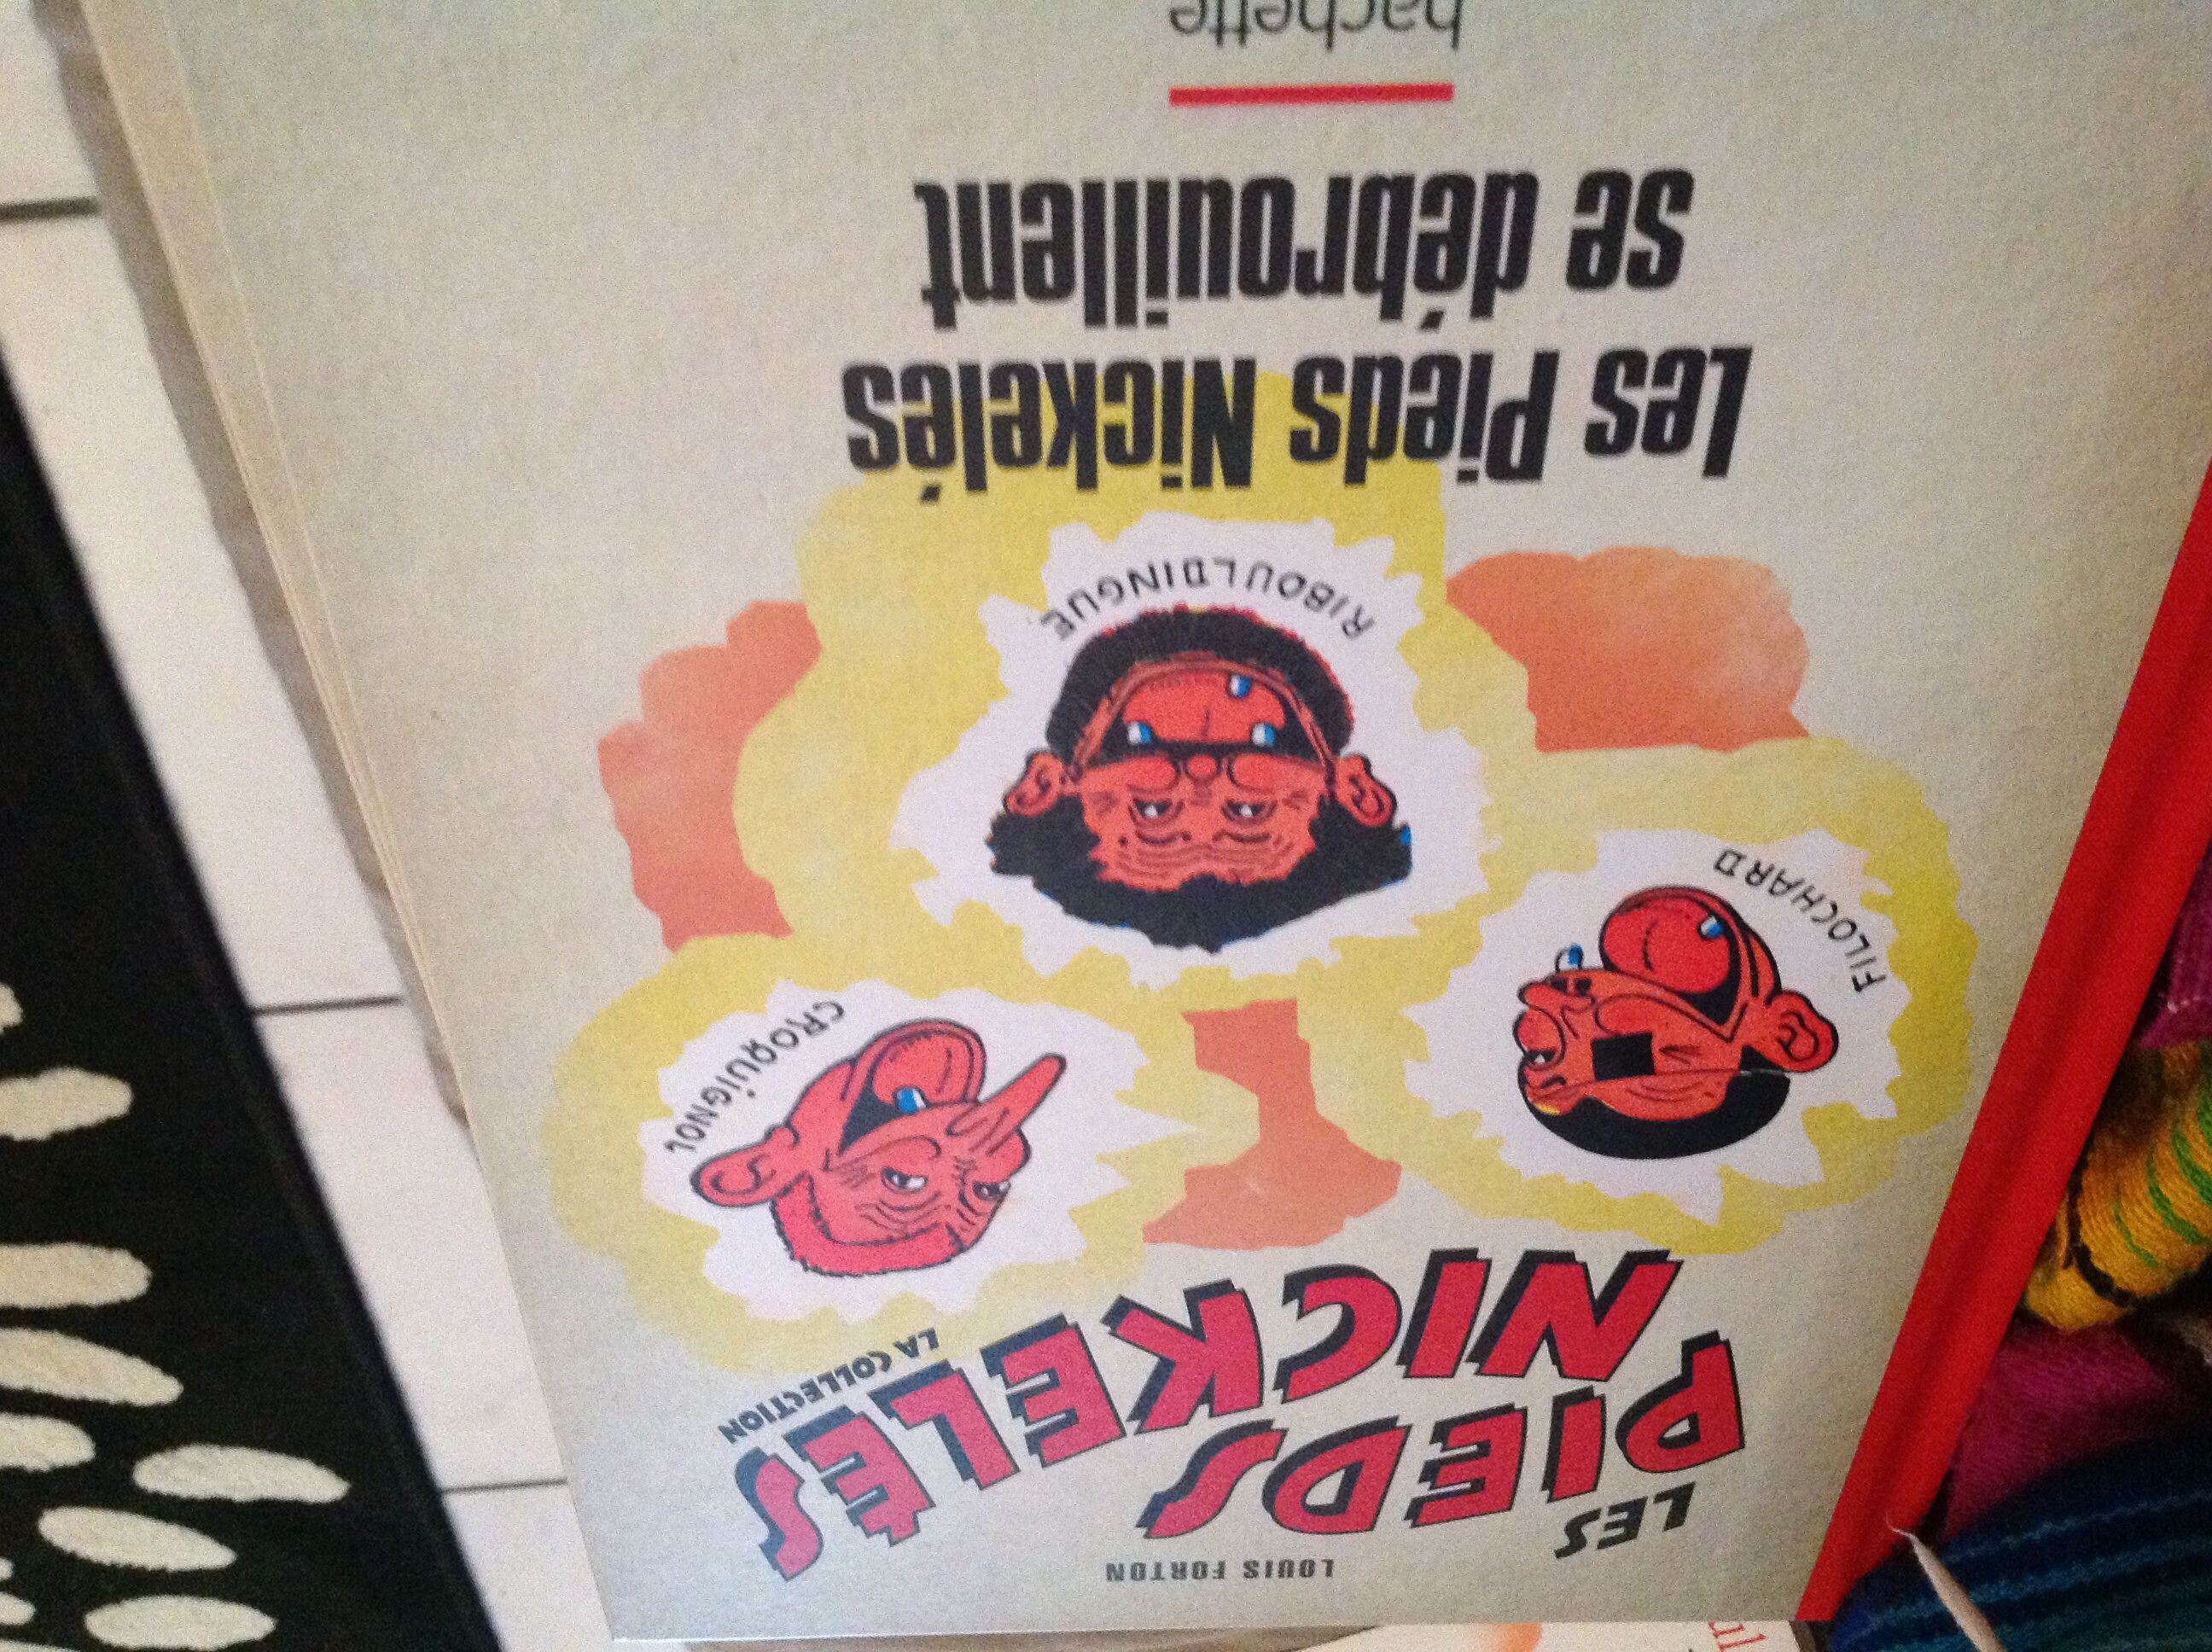 LOUIS FORTON
LES
PIEDS
NICKELÉS
LA COLLECTION
FILOCHARD
CROQUIGNOL
RIBOULDINGUE
Les Pieds Nickelés
se débrouillent
hachette